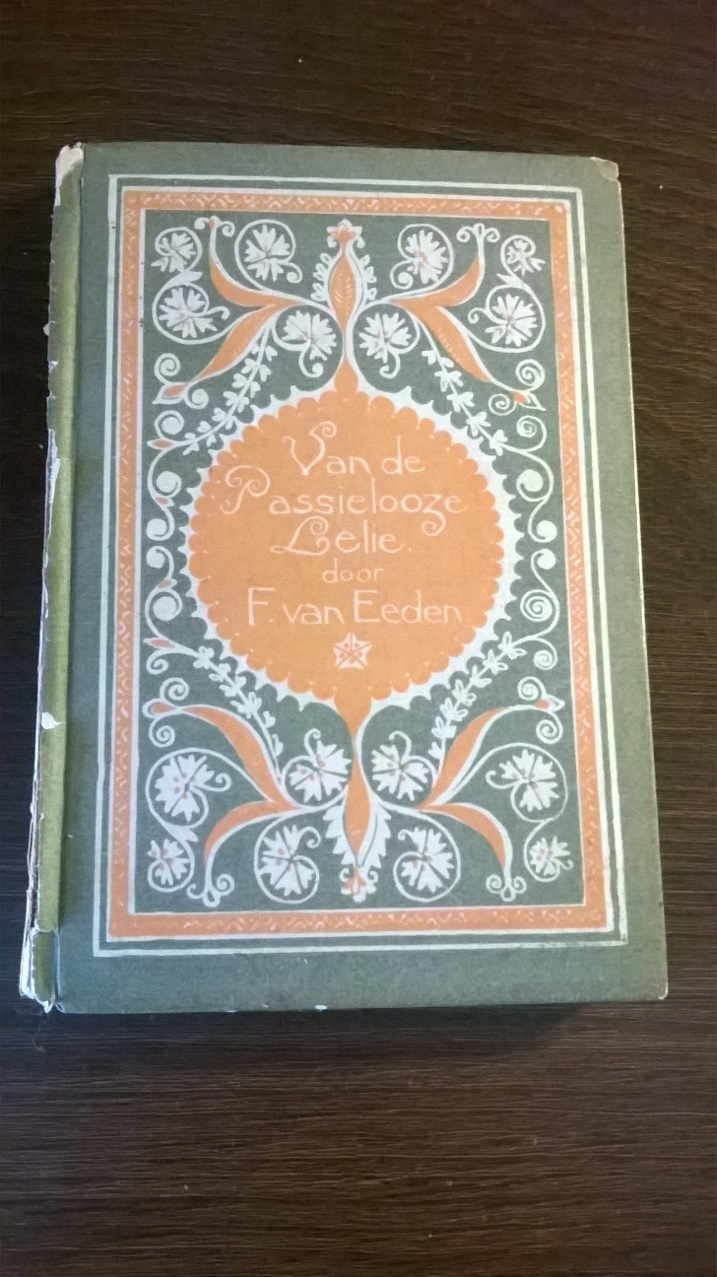 Van de
Passielooze
Lelie.
door
F. van Eeden